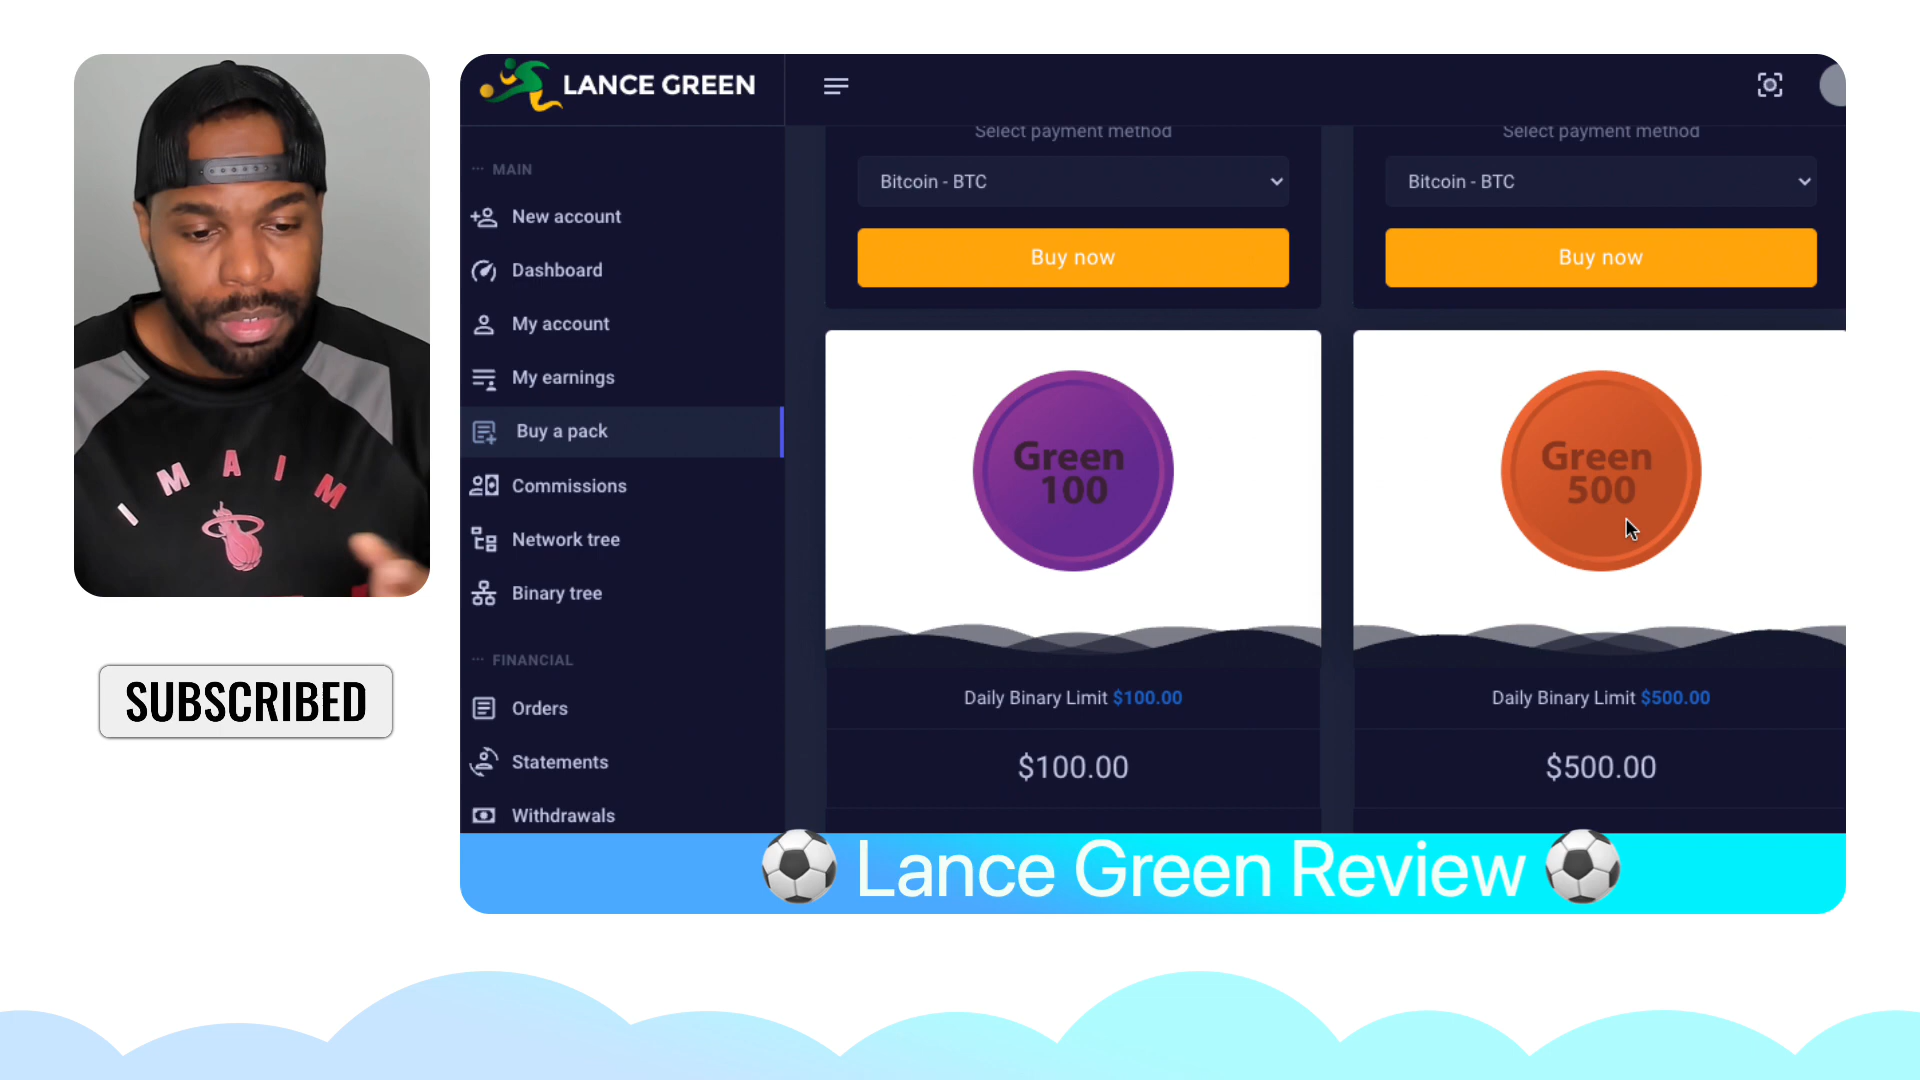 I MAIM
SUBSCRIBED
LANCE GREEN
MAIN
New account
Dashboard
My account
My earnings
Buy a pack
Commissions
Network tree
Binary tree
FINANCIAL
Orders
Statements
Withdrawals
Select payment method
Bitcoin - BTC
Buy now
Select payment method
Bitcoin - BTC
Buy now
Green
100
Daily Binary Limit $100.00
$100.00
Green
500
Daily Binary Limit $500.00
$500.00
Lance Green Review